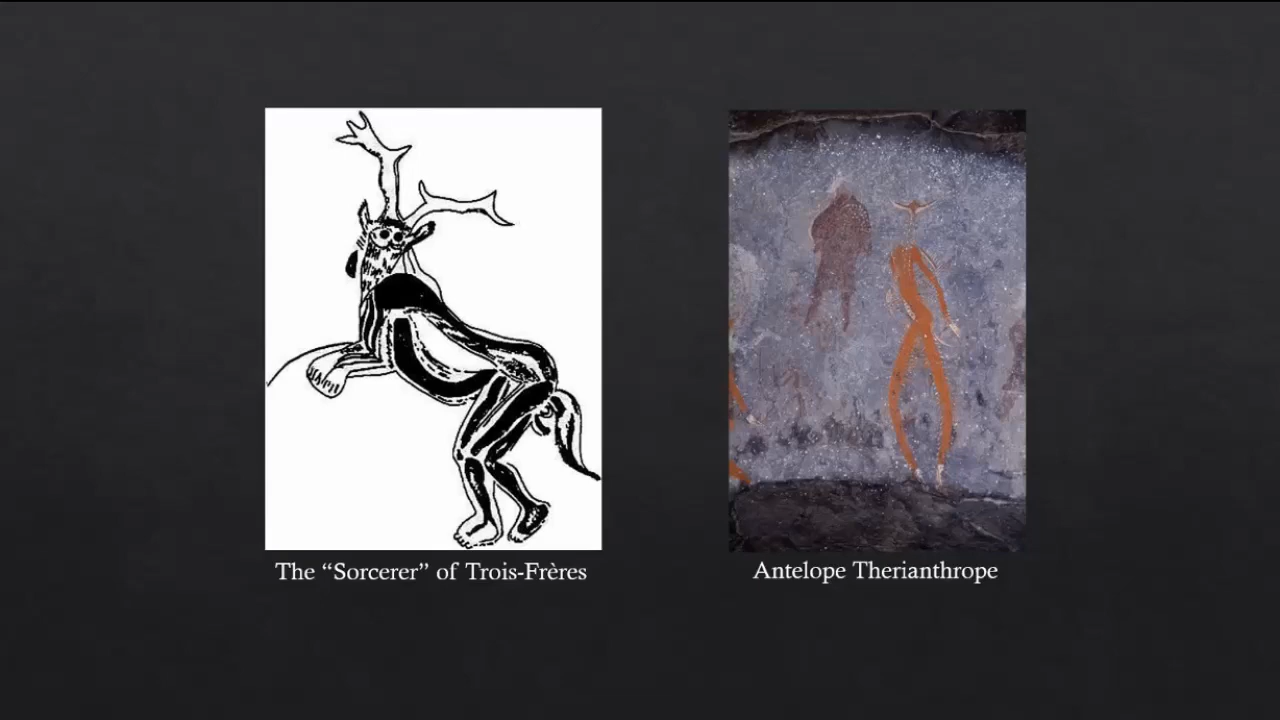 The “Sorcerer” of Trois-Frères
Antelope Therianthrope